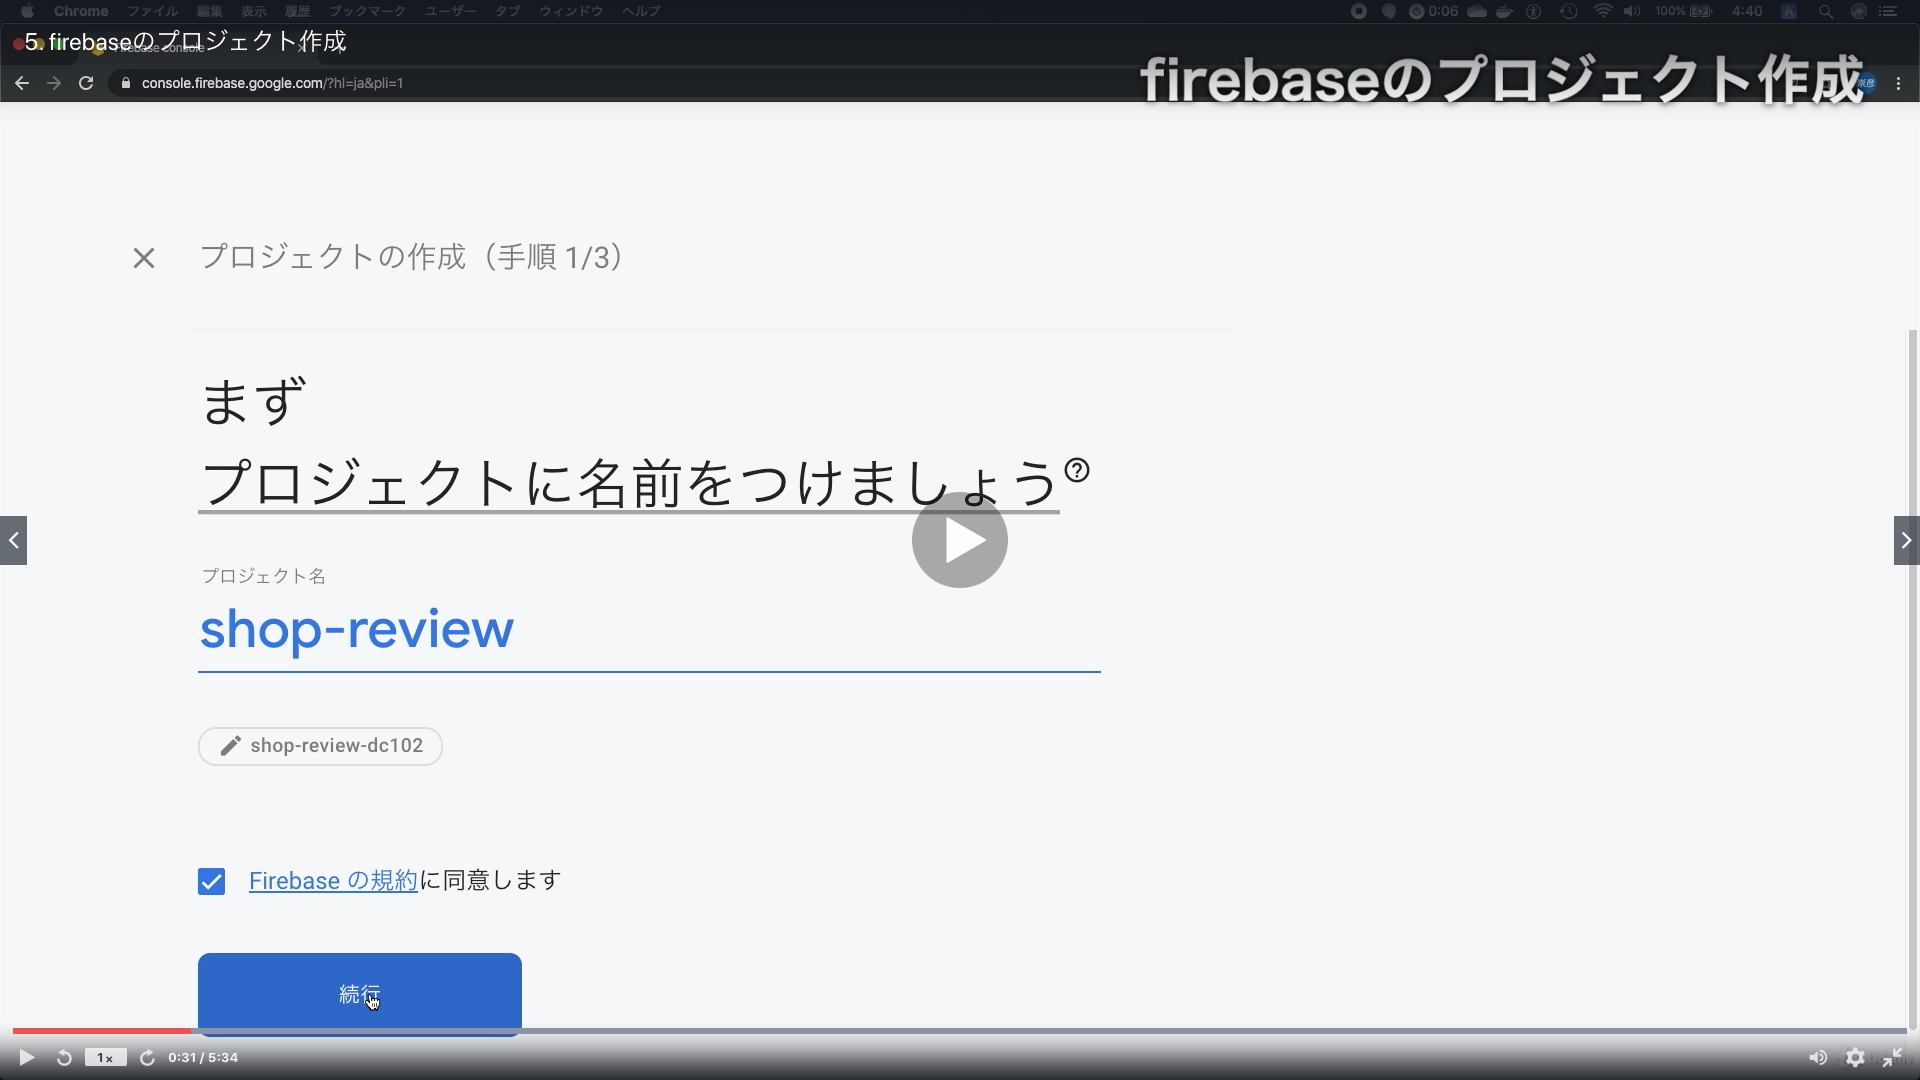 Chrome ファイル 編集 表示 履歴 ブックマーク ユーザー タブ ウィンドウ ヘルプ 0:06 100% 4:40 A
5. firebaseのプロジェクト作成
Firebase console
console.firebase.google.com/?hl=ja&pli=1
firebaseのプロジェクト作成
プロジェクトの作成（手順 1/3）
まず
プロジェクトに名前をつけましょう
プロジェクト名
shop-review
shop-review-dc102
Firebase の規約に同意します
続行
1x 0:31 / 5:34